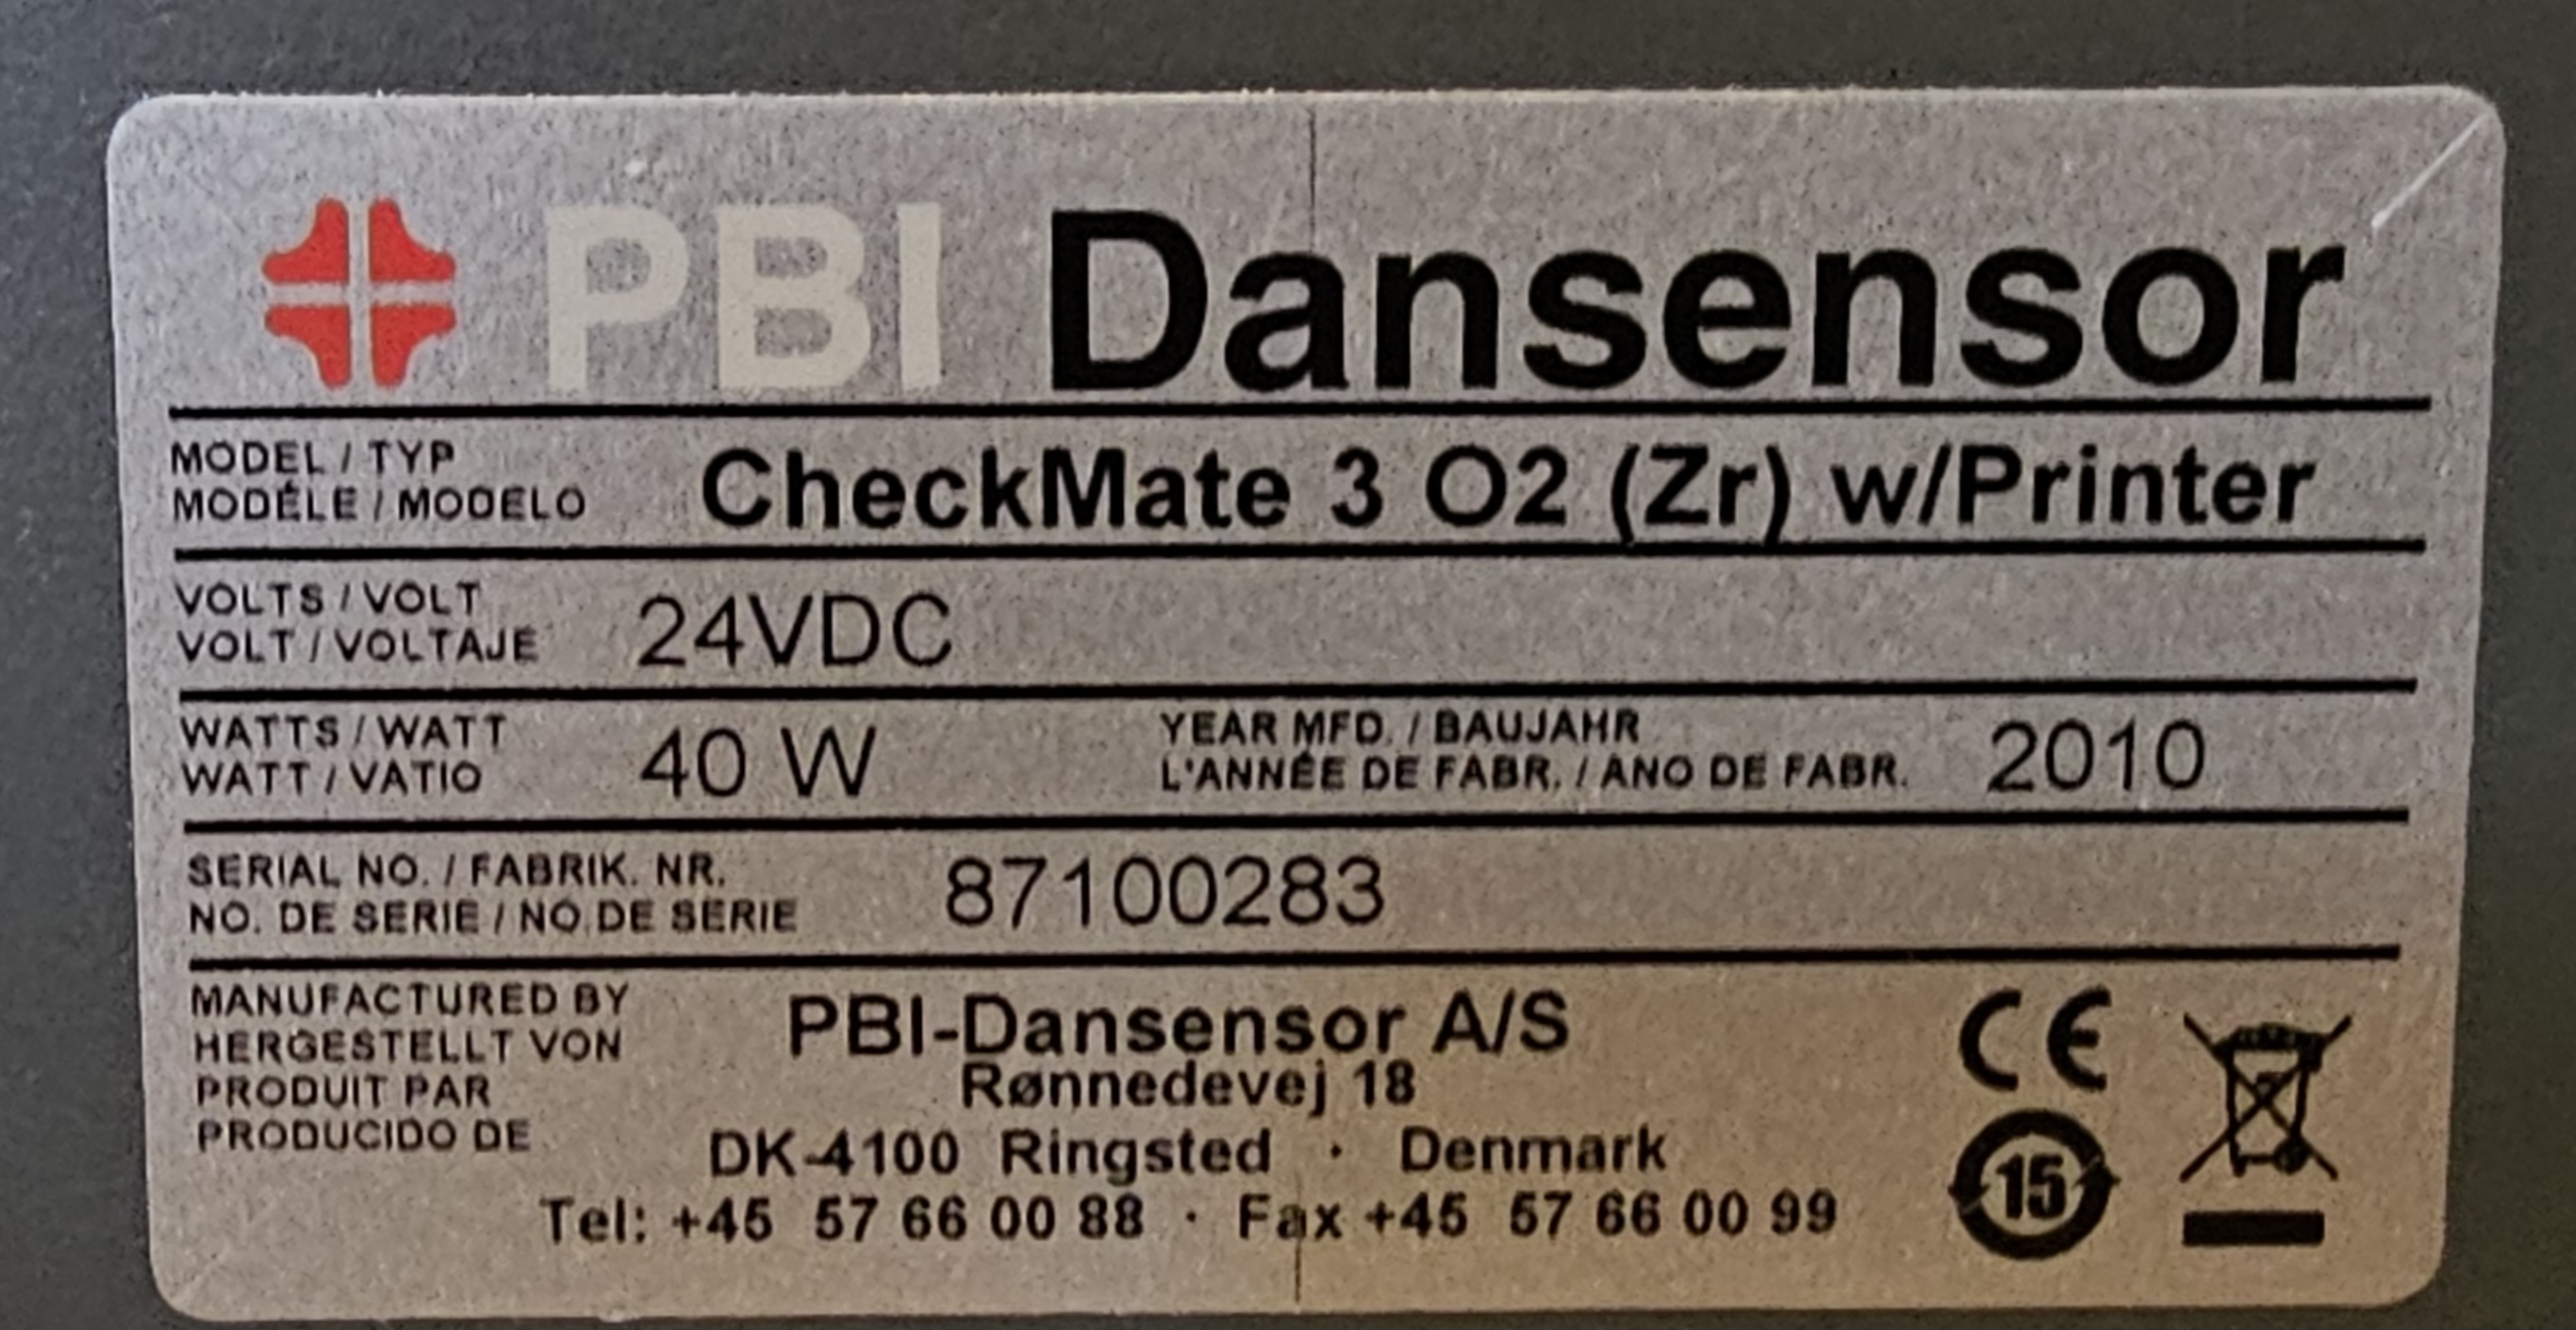 PBI Dansensor
MODEL / TYP
MODÈLE / MODELO
CheckMate 3 O2 (Zr) w/Printer
VOLTS / VOLT
VOLT / VOLTAJE
24VDC
WATTS / WATT
WATT / VATIO
40 W
YEAR MFD. / BAUJAHR
L'ANNÉE DE FABR. / ANO DE FABR.
2010
SERIAL NO. / FABRIK. NR.
NO. DE SERIE / NO.DE SERIE
87100283
MANUFACTURED BY
HERGESTELLT VON
PRODUIT PAR
PRODUCIDO DE
PBI-Dansensor A/S
Rønnedevej 18
DK-4100 Ringsted · Denmark
Tel: +45 57 66 00 88 · Fax +45 57 66 00 99
CE
15